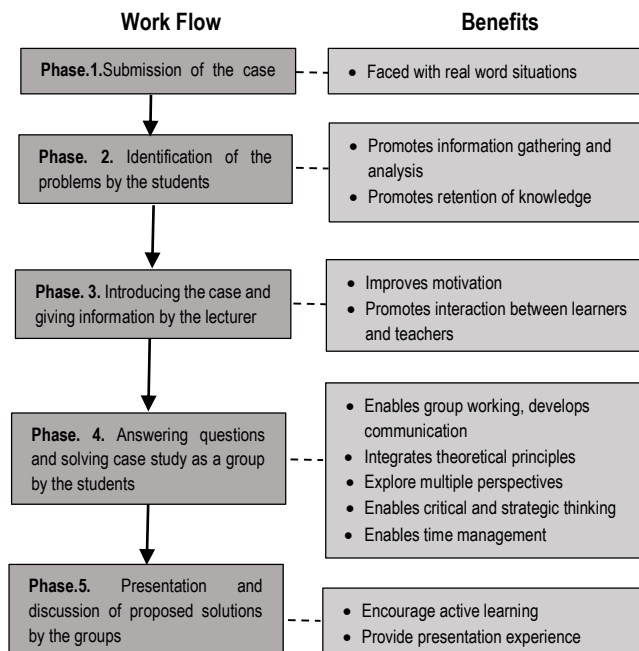 Work Flow
Benefits
Phase.1.Submission of the case
• Faced with real word situations
Phase. 2. Identification of the
problems by the students
• Promotes information gathering and
analysis
• Promotes retention of knowledge
Phase. 3. Introducing the case and
giving information by the lecturer
• Improves motivation
• Promotes interaction between learners
and teachers
Phase. 4. Answering questions
and solving case study as a group
by the students
• Enables group working, develops
communication
• Integrates theoretical principles
• Explore multiple perspectives
• Enables critical and strategic thinking
• Enables time management
Phase.5. Presentation and
discussion of proposed solutions
by the groups
• Encourage active learning
• Provide presentation experience